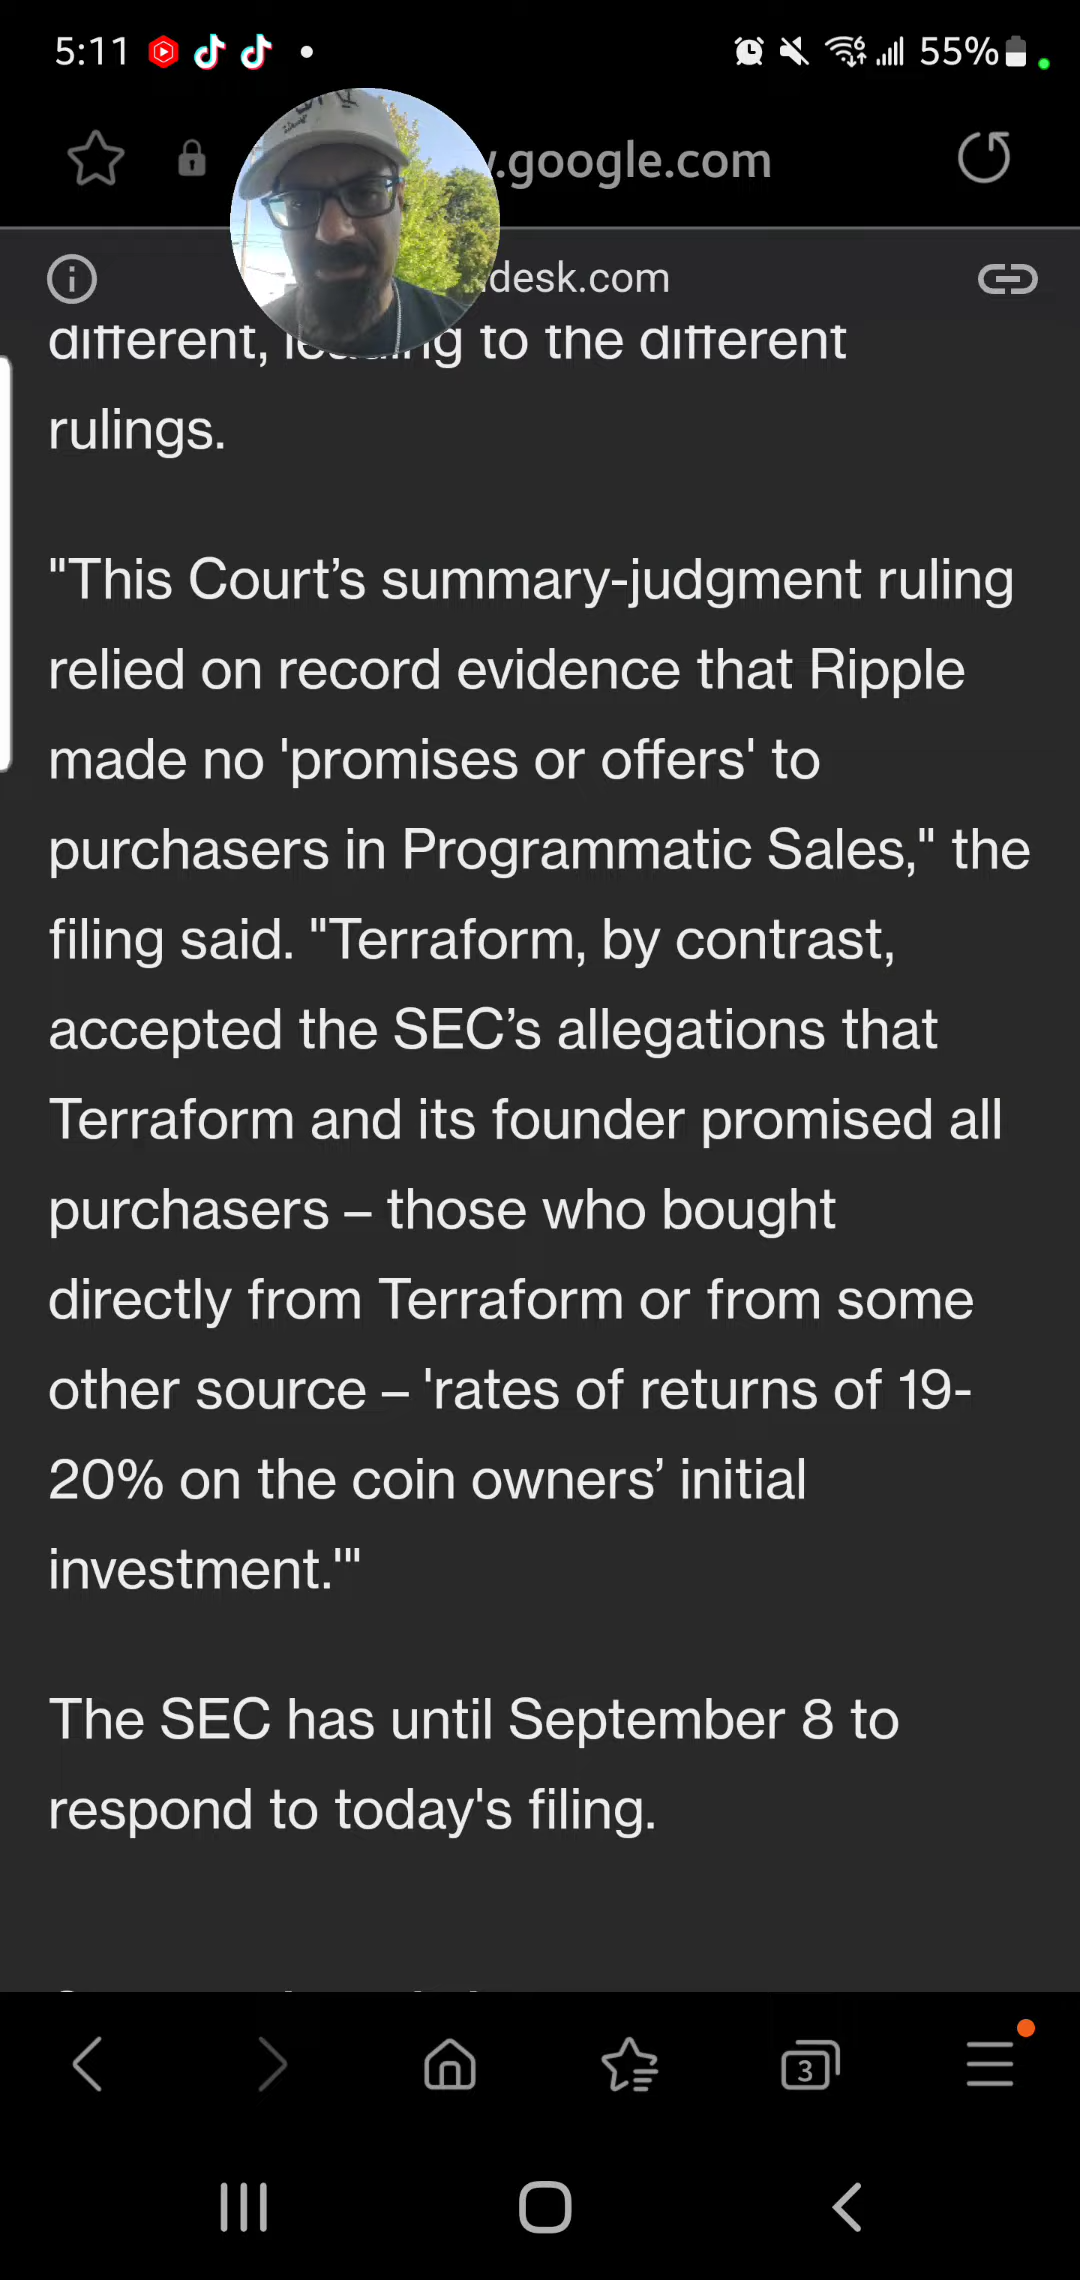 5:11
55%
.google.com
desk.com
different, leading to the different
rulings.
"This Court’s summary-judgment ruling
relied on record evidence that Ripple
made no 'promises or offers' to
purchasers in Programmatic Sales," the
filing said. "Terraform, by contrast,
accepted the SEC’s allegations that
Terraform and its founder promised all
purchasers – those who bought
directly from Terraform or from some
other source – 'rates of returns of 19-
20% on the coin owners’ initial
investment.'"
The SEC has until September 8 to
respond to today's filing.
3